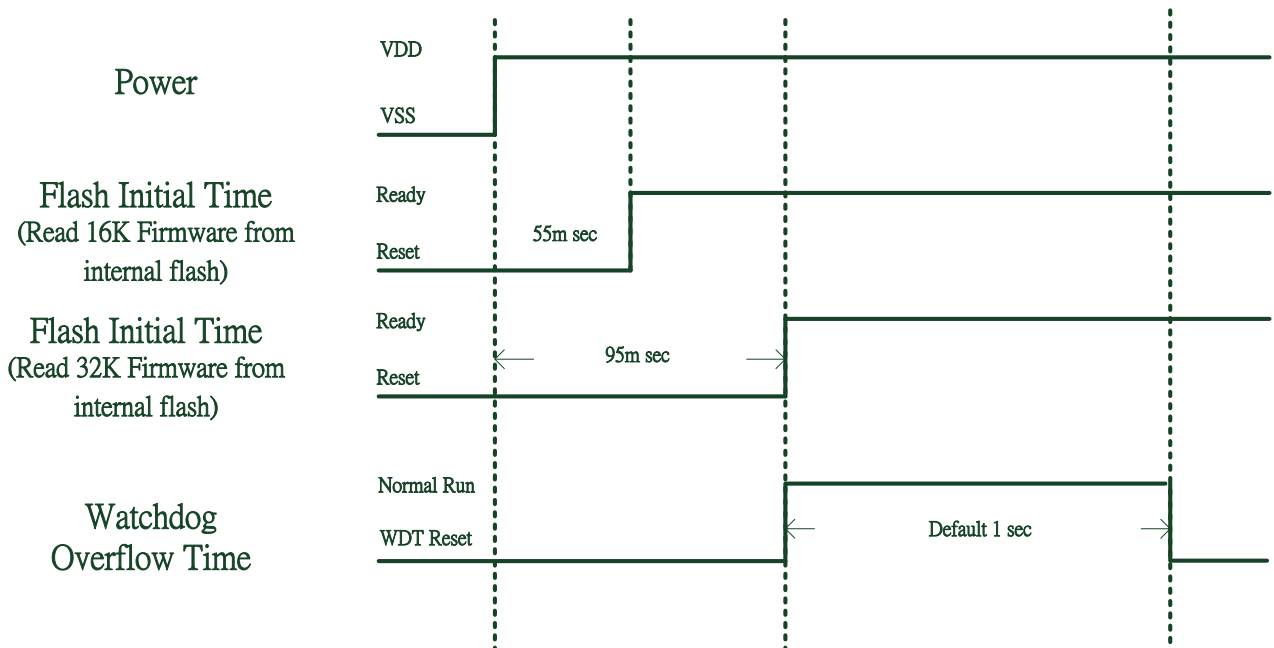 Power
VDD
VSS
Flash Initial Time
(Read 16K Firmware from
internal flash)
Ready
Reset
55m sec
Flash Initial Time
(Read 32K Firmware from
internal flash)
Ready
Reset
95m sec
Watchdog
Overflow Time
Normal Run
WDT Reset
Default 1 sec